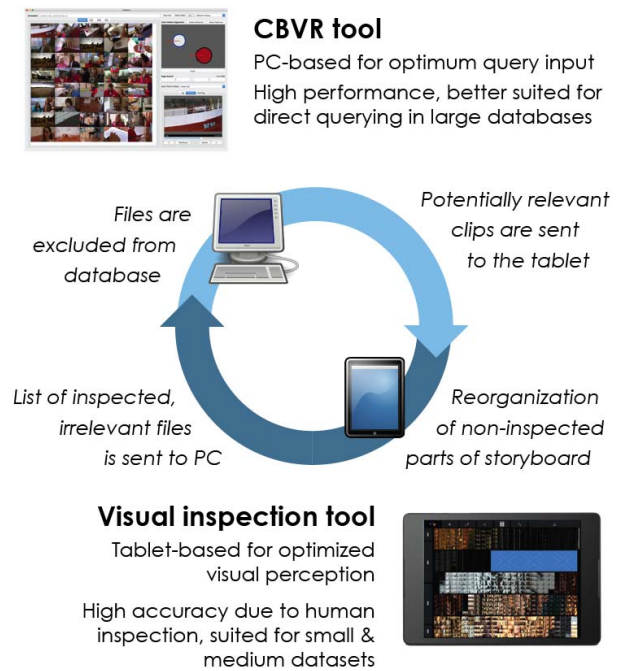 CBVR tool
PC-based for optimum query input
High performance, better suited for
direct querying in large databases
Files are
excluded from
database
Potentially relevant
clips are sent
to the tablet
List of inspected,
irrelevant files
is sent to PC
Reorganization
of non-inspected
parts of storyboard
Visual inspection tool
Tablet-based for optimized
visual perception
High accuracy due to human
inspection, suited for small &
medium datasets